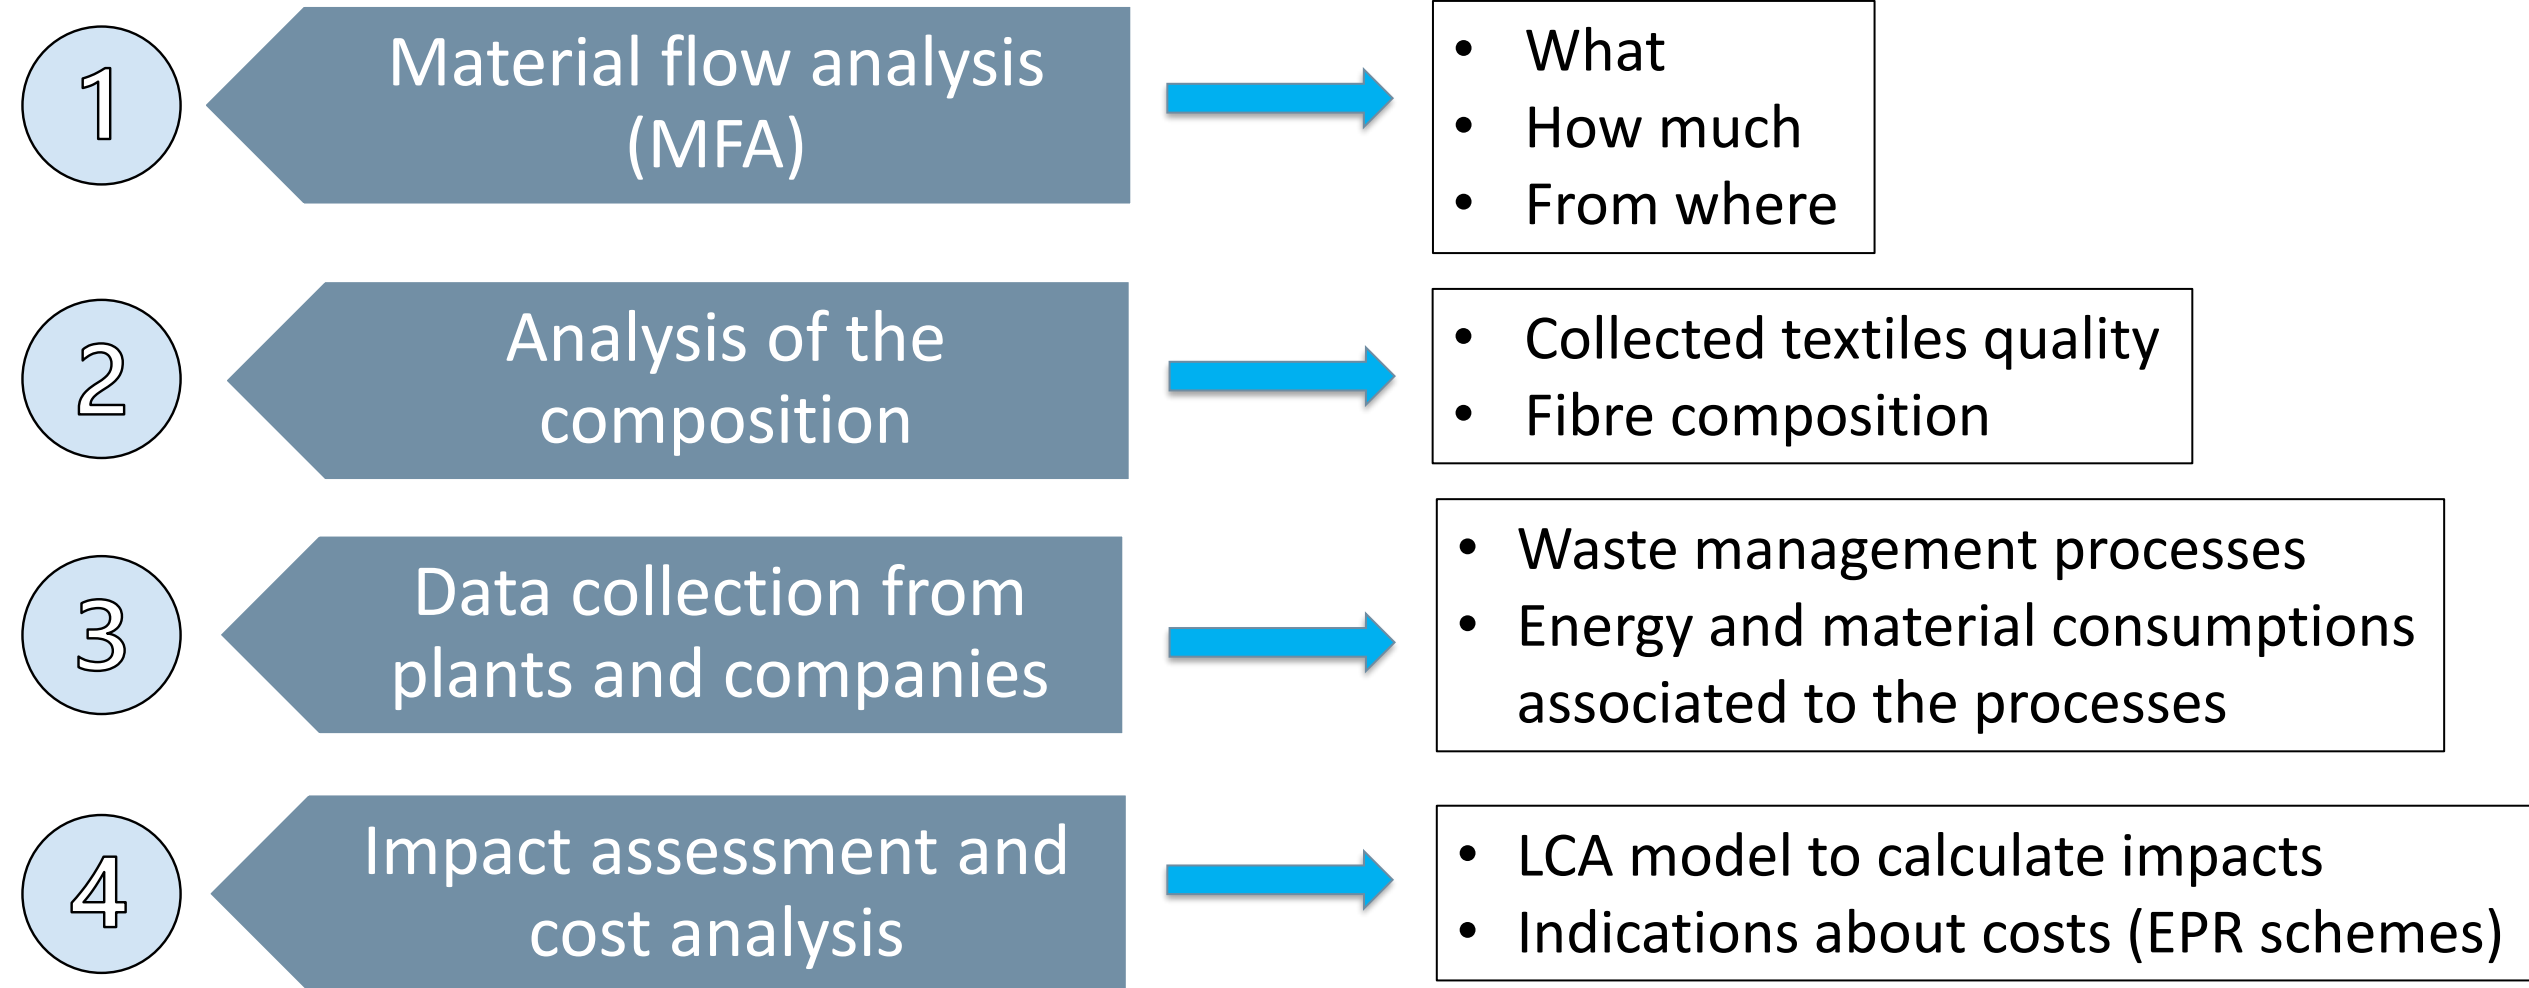 1
Material flow analysis
(MFA)
• What
• How much
• From where
2
Analysis of the
composition
• Collected textiles quality
• Fibre composition
3
Data collection from
plants and companies
• Waste management processes
• Energy and material consumptions
associated to the processes
4
Impact assessment and
cost analysis
• LCA model to calculate impacts
• Indications about costs (EPR schemes)